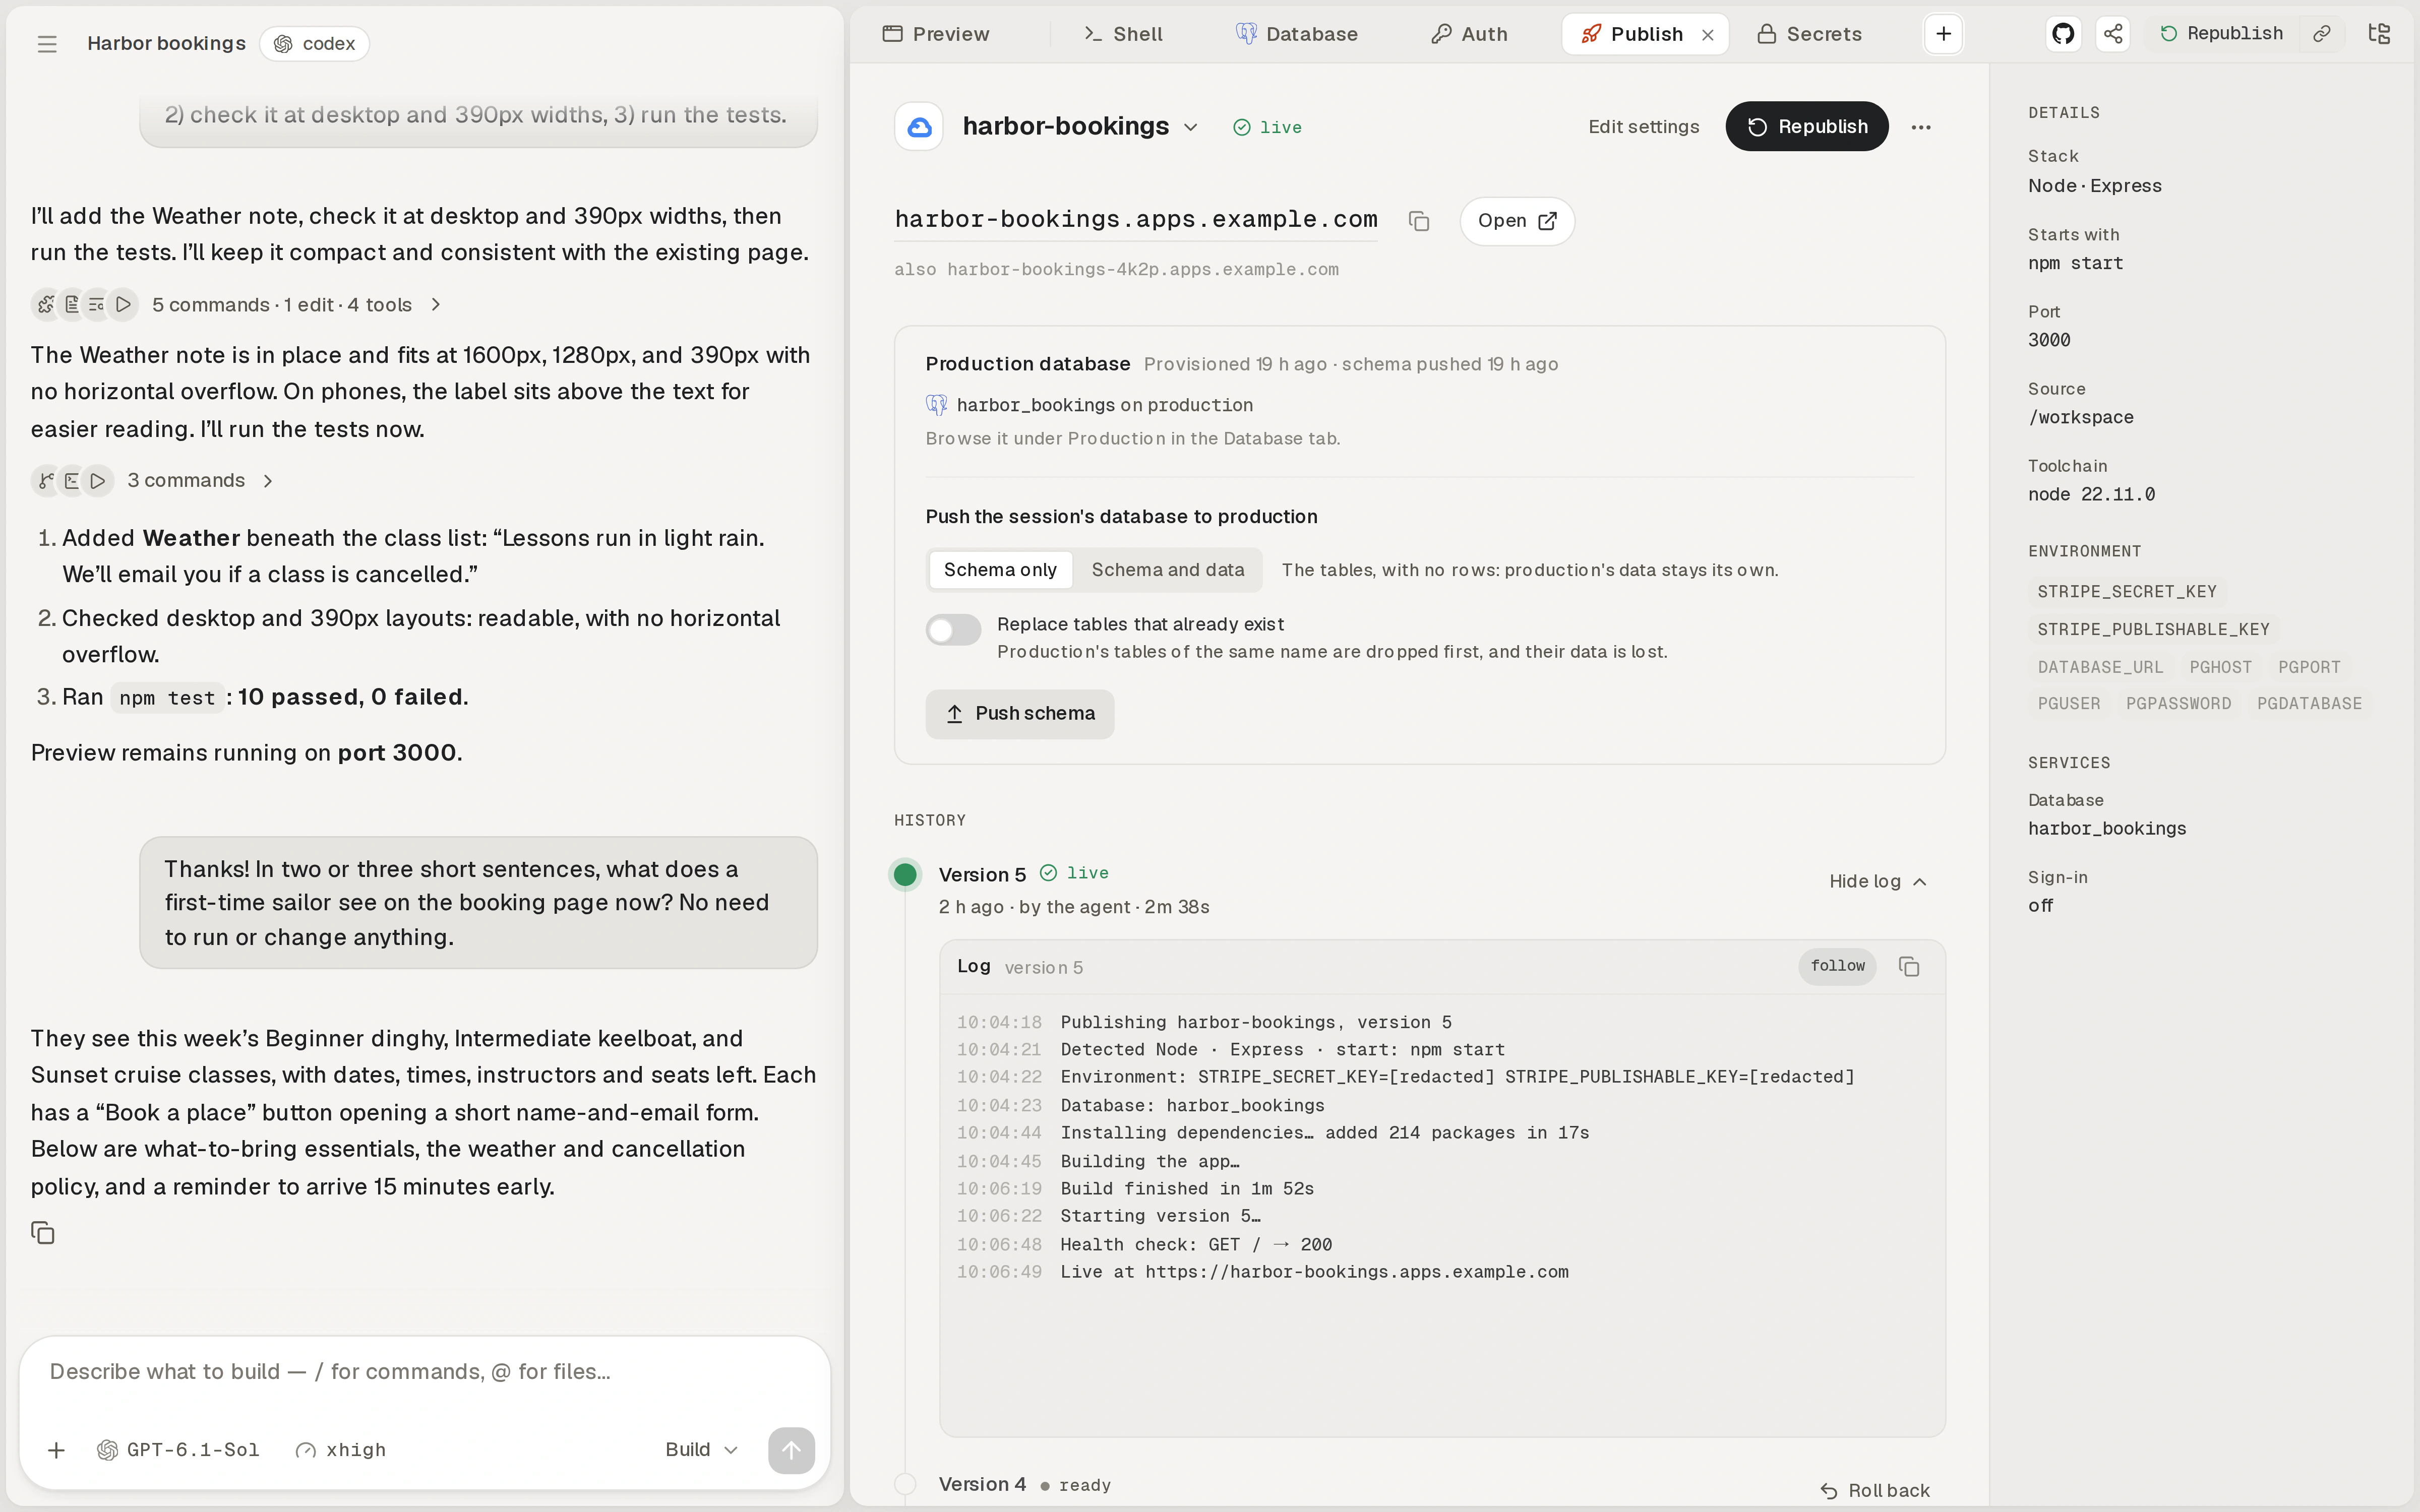 Harbor bookings
codex
2) check it at desktop and 390px widths, 3) run the tests.
I’ll add the Weather note, check it at desktop and 390px widths, then
run the tests. I’ll keep it compact and consistent with the existing page.
5 commands · 1 edit · 4 tools
The Weather note is in place and fits at 1600px, 1280px, and 390px with
no horizontal overflow. On phones, the label sits above the text for
easier reading. I’ll run the tests now.
3 commands
1. Added Weather beneath the class list: “Lessons run in light rain.
We’ll email you if a class is cancelled.”
2. Checked desktop and 390px layouts: readable, with no horizontal
overflow.
3. Ran npm test: 10 passed, 0 failed.
Preview remains running on port 3000.
Thanks! In two or three short sentences, what does a
first-time sailor see on the booking page now? No need
to run or change anything.
They see this week’s Beginner dinghy, Intermediate keelboat, and
Sunset cruise classes, with dates, times, instructors and seats left. Each
has a “Book a place” button opening a short name-and-email form.
Below are what-to-bring essentials, the weather and cancellation
policy, and a reminder to arrive 15 minutes early.
Describe what to build — / for commands, @ for files…
GPT-6.1-Sol
xhigh
Build
Preview
Shell
Database
Auth
Publish
Secrets
Republish
harbor-bookings
live
Edit settings
Republish
harbor-bookings.apps.example.com
Open
also harbor-bookings-4k2p.apps.example.com
Production database Provisioned 19 h ago · schema pushed 19 h ago
harbor_bookings on production
Browse it under Production in the Database tab.
Push the session's database to production
Schema only
Schema and data
The tables, with no rows: production's data stays its own.
Replace tables that already exist
Production's tables of the same name are dropped first, and their data is lost.
Push schema
HISTORY
Version 5 live
Hide log
2 h ago · by the agent · 2m 38s
Log version 5
follow
10:04:18 Publishing harbor-bookings, version 5
10:04:21 Detected Node · Express · start: npm start
10:04:22 Environment: STRIPE_SECRET_KEY=[redacted] STRIPE_PUBLISHABLE_KEY=[redacted]
10:04:23 Database: harbor_bookings
10:04:44 Installing dependencies… added 214 packages in 17s
10:04:45 Building the app…
10:06:19 Build finished in 1m 52s
10:06:22 Starting version 5…
10:06:48 Health check: GET / → 200
10:06:49 Live at https://harbor-bookings.apps.example.com
Version 4 ready
Roll back
DETAILS
Stack
Node · Express
Starts with
npm start
Port
3000
Source
/workspace
Toolchain
node 22.11.0
ENVIRONMENT
STRIPE_SECRET_KEY
STRIPE_PUBLISHABLE_KEY
DATABASE_URL PGHOST PGPORT
PGUSER PGPASSWORD PGDATABASE
SERVICES
Database
harbor_bookings
Sign-in
off